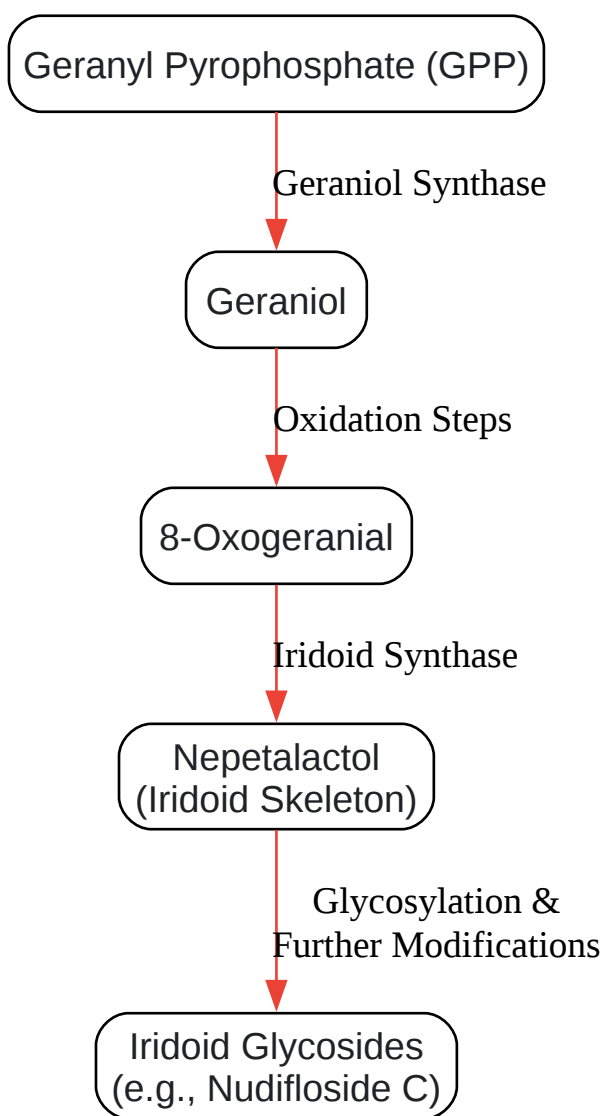 Geranyl Pyrophosphate (GPP)
Geraniol Synthase
Geraniol
Oxidation Steps
8-Oxogeranial
Iridoid Synthase
Nepetalactol
(Iridoid Skeleton)
Glycosylation &
Further Modifications
Iridoid Glycosides
(e.g., Nudifloside C)